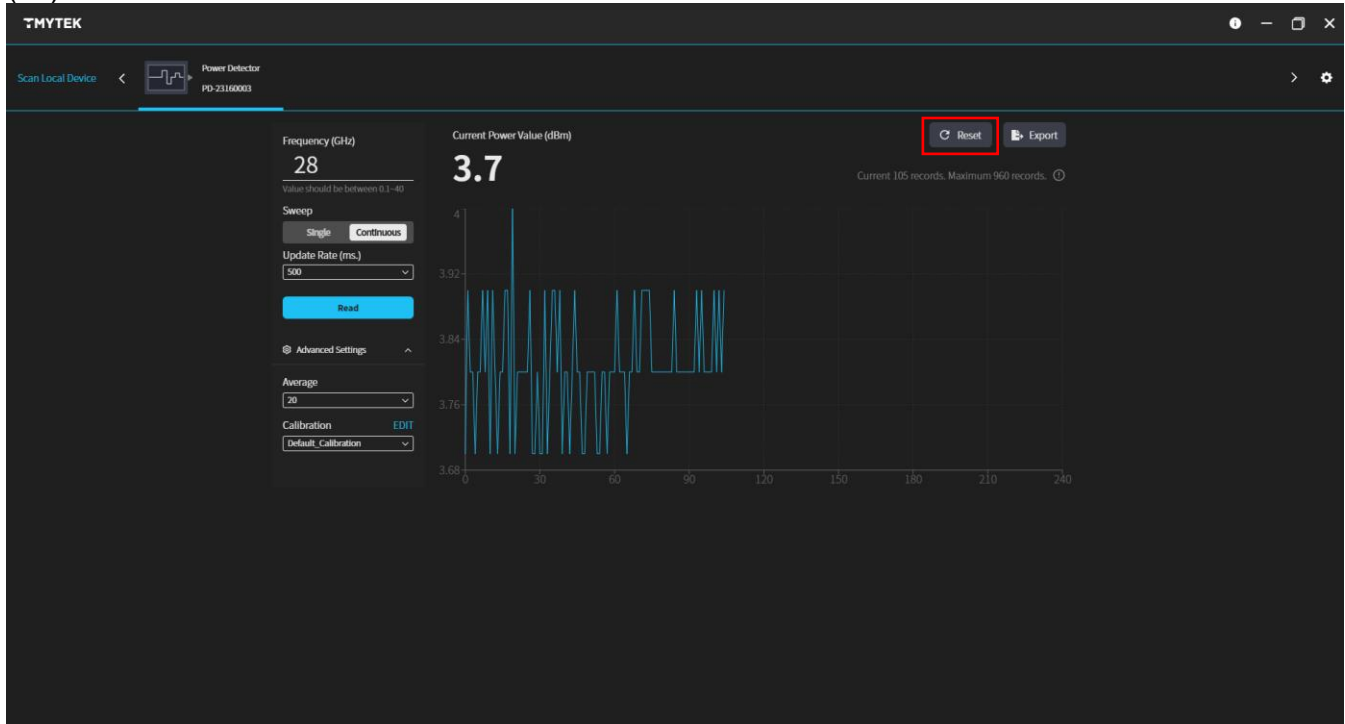 TMYTEK
Scan Local Device
Power Detector
PD-23160003
Frequency (GHz)
28
Value should be between 0.1~40
Sweep
Single Continuous
Update Rate (ms.)
500
Read
Advanced Settings
Average
20
Calibration EDIT
Default_Calibration
Current Power Value (dBm)
3.7
Reset Export
Current 105 records. Maximum 960 records.
4
3.92
3.84
3.76
3.68
0 30 60 90 120 150 180 210 240